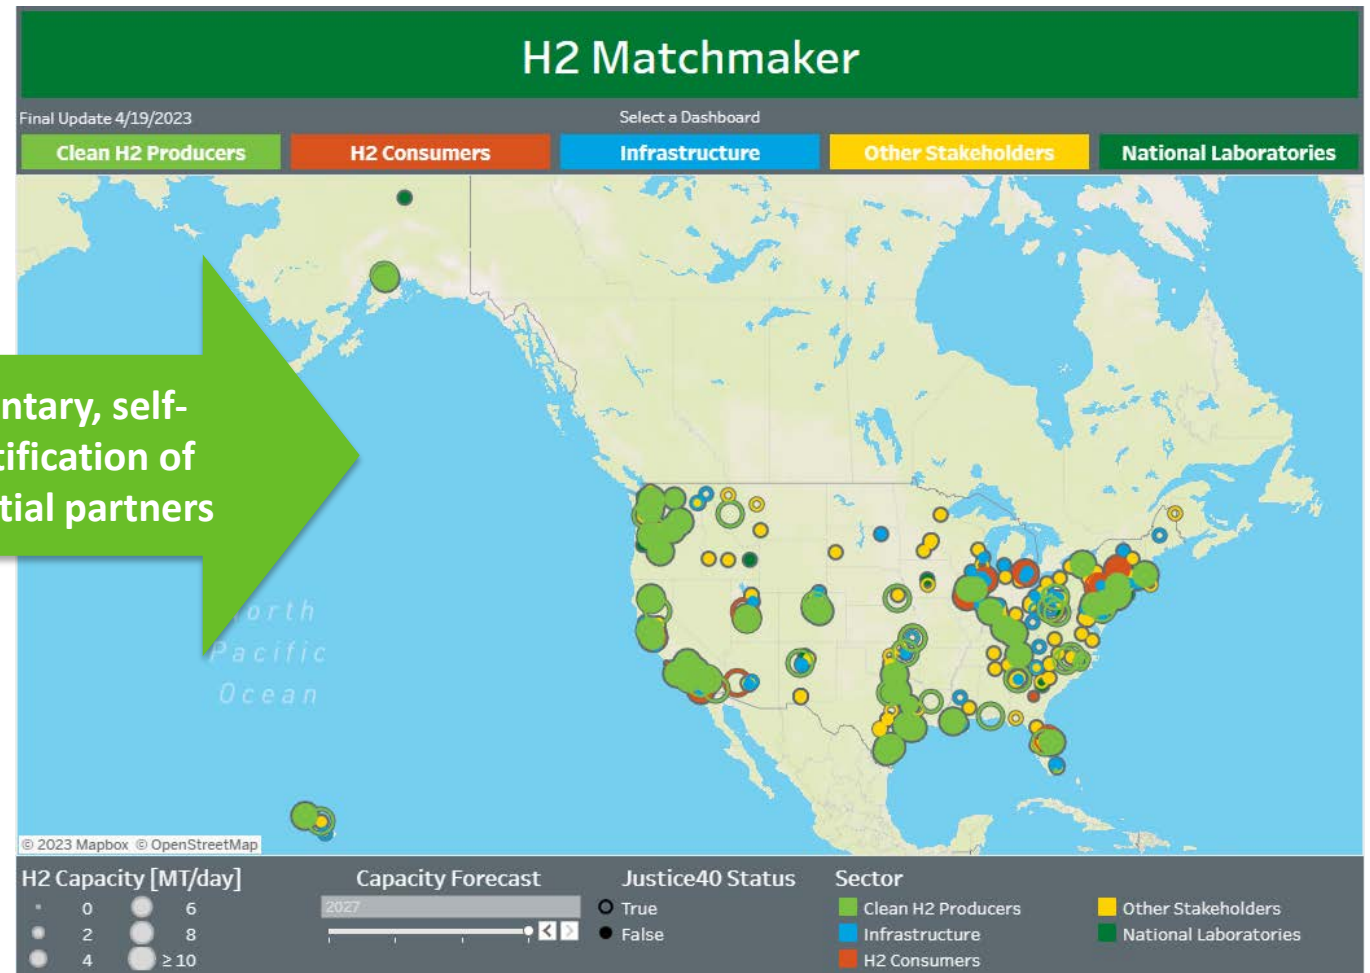 H2 Matchmaker
Final Update 4/19/2023
Select a Dashboard
Clean H2 Producers
H2 Consumers
Infrastructure
Other Stakeholders
National Laboratories
ntary, self-
tification of
tial partners
North
Pacific
Ocean
© 2023 Mapbox © OpenStreetMap
H2 Capacity [MT/day]
0
6
2
8
4
≥ 10
Capacity Forecast
2027
Justice40 Status
True
False
Sector
Clean H2 Producers
Infrastructure
H2 Consumers
Other Stakeholders
National Laboratories